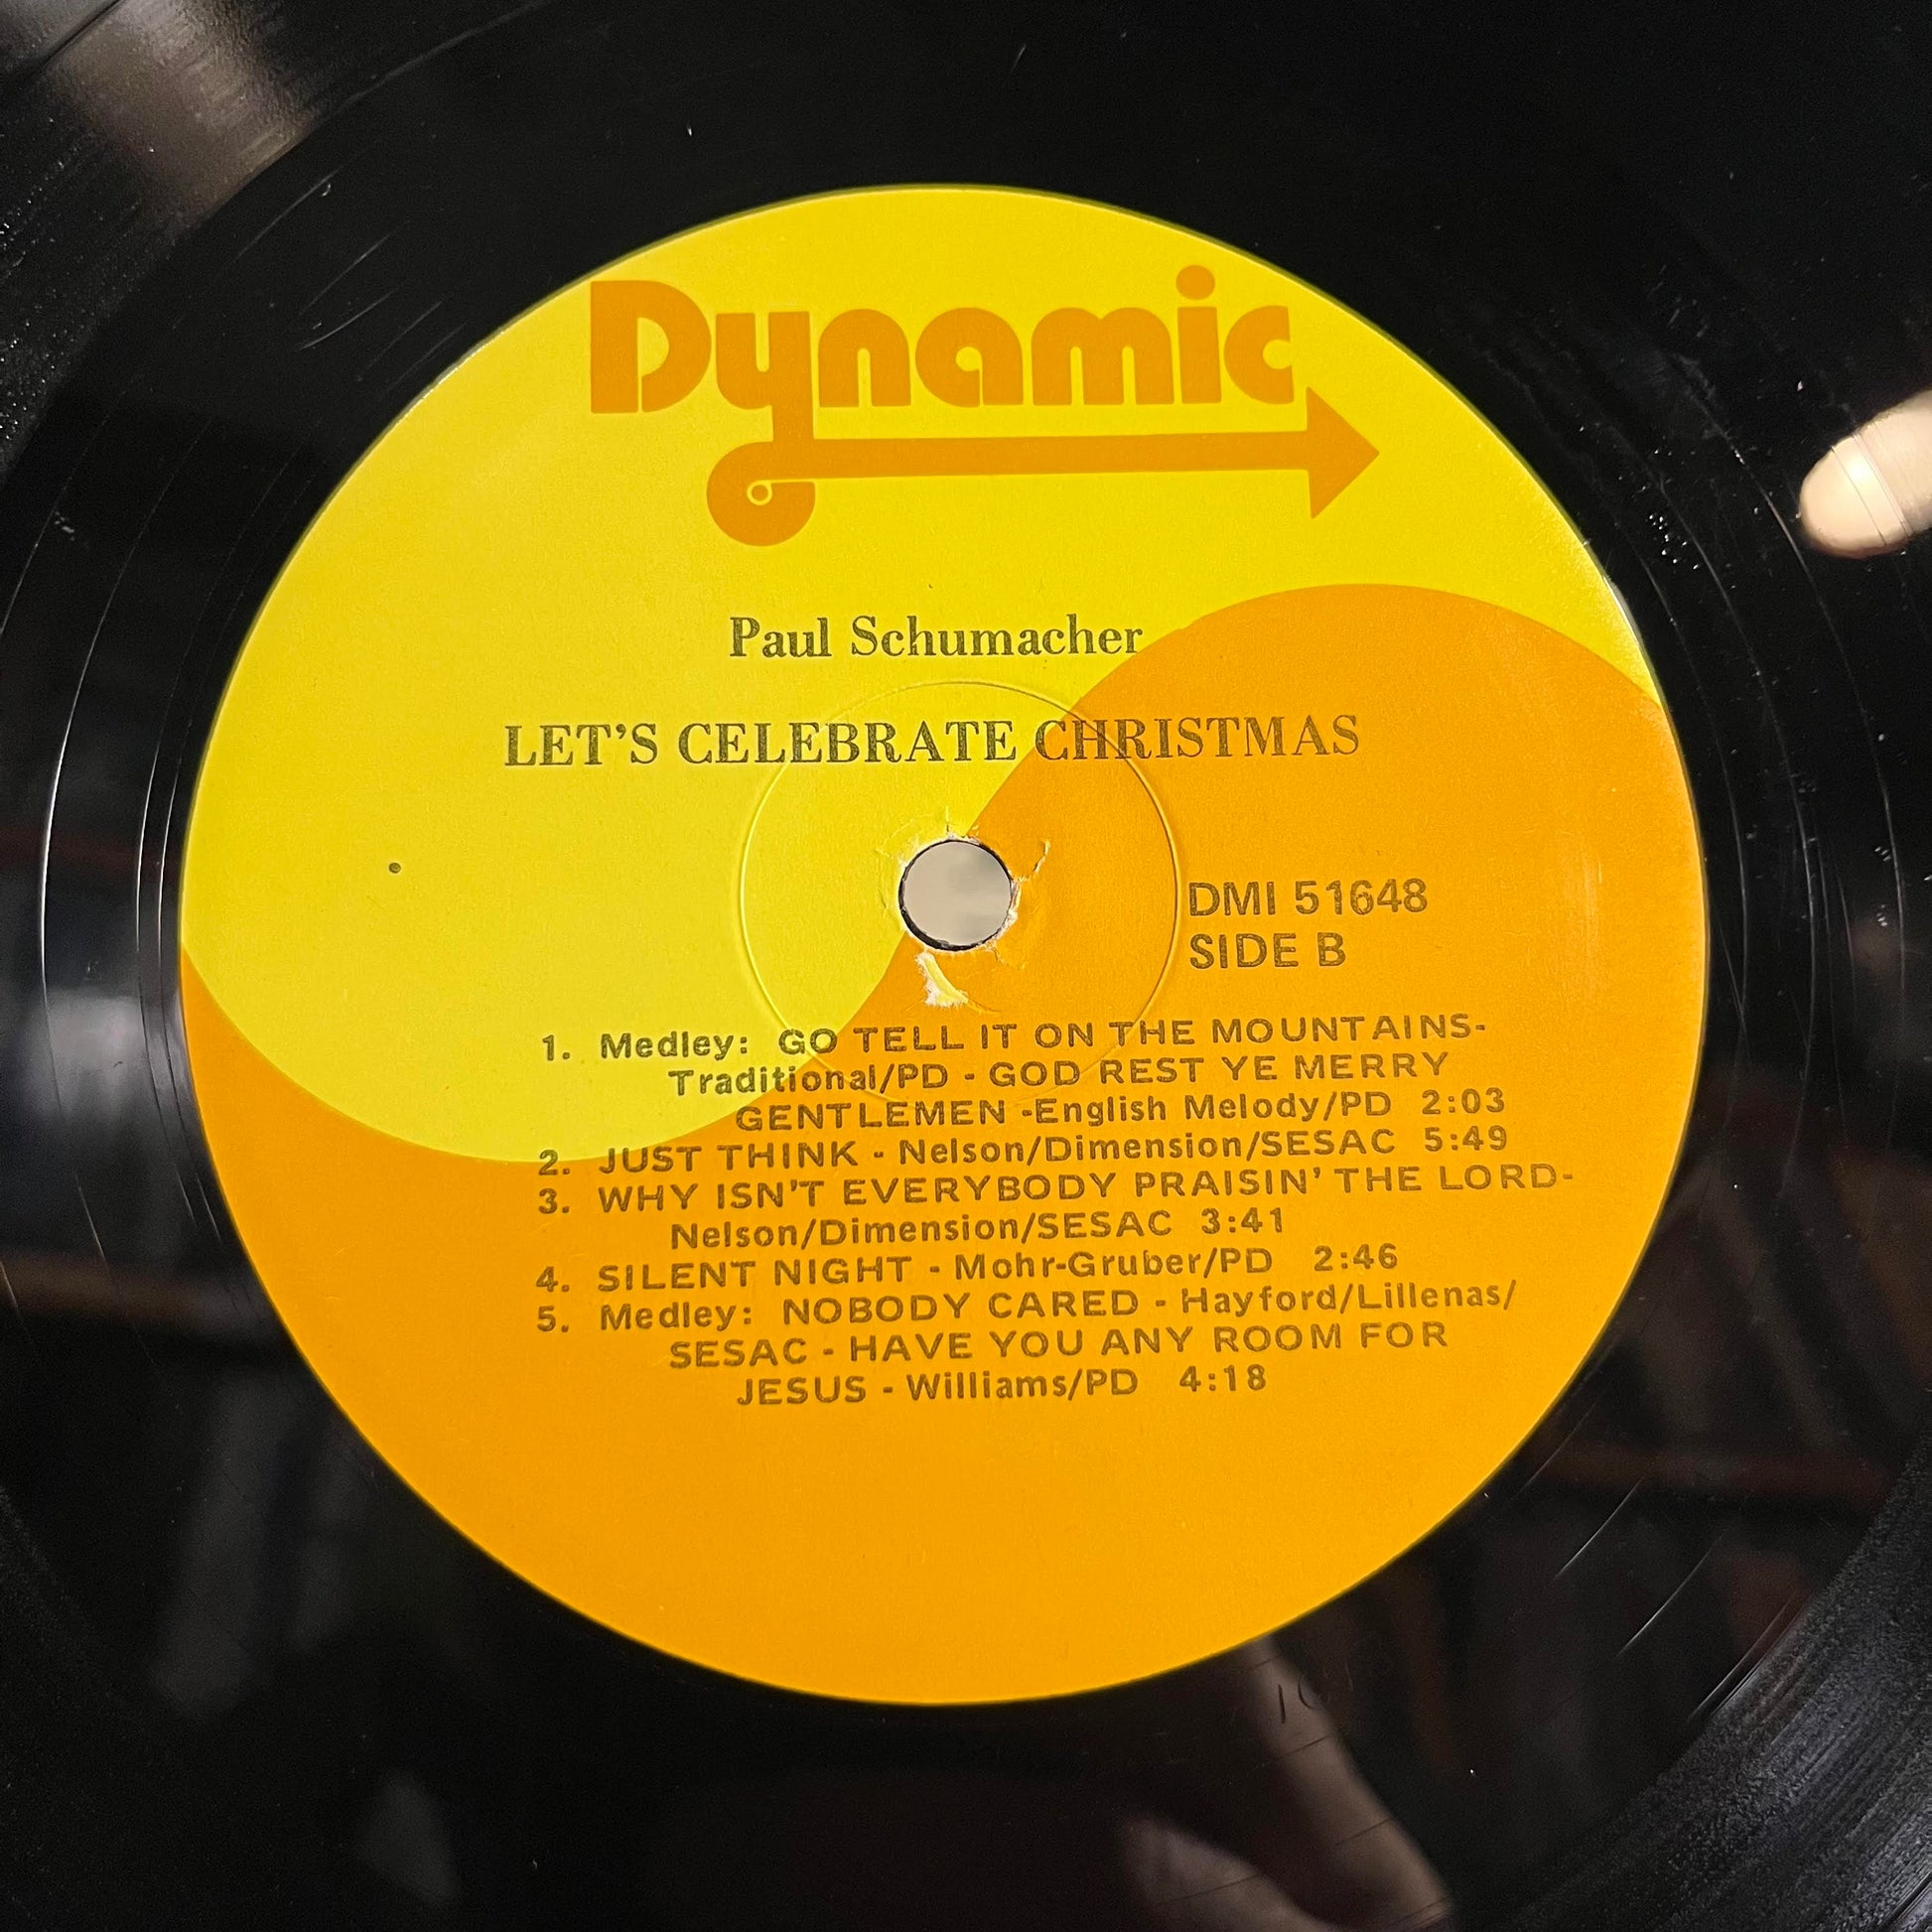 Dynamic
Paul Schumacher
LET'S CELEBRATE CHRISTMAS
DMI 51648
SIDE B
1. Medley: GO TELL IT ON THE MOUNTAINS-
Traditional/PD - GOD REST YE MERRY
GENTLEMEN -English Melody/PD 2:03
2. JUST THINK - Nelson/Dimension/SESAC 5:49
3. WHY ISN'T EVERYBODY PRAISIN' THE LORD-
Nelson/Dimension/SESAC 3:41
4. SILENT NIGHT - Mohr-Gruber/PD 2:46
5. Medley: NOBODY CARED - Hayford/Lillenas/
SESAC - HAVE YOU ANY ROOM FOR
JESUS - Williams/PD 4:18